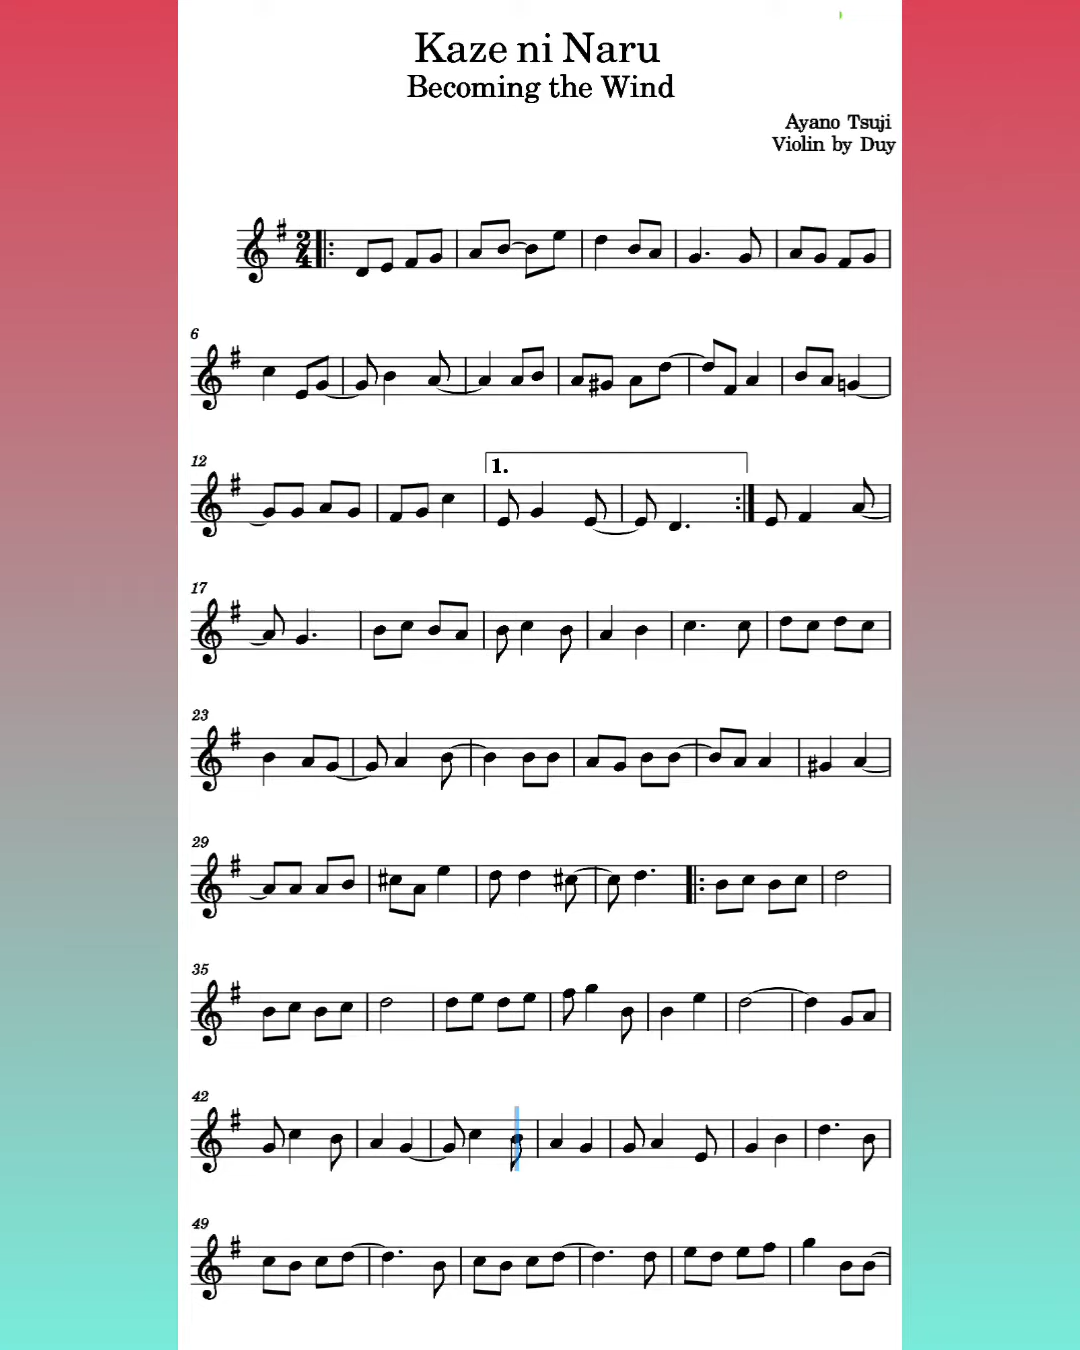 Kaze ni Naru
Becoming the Wind
Ayano Tsuji
Violin by Duy
2
4
6
12
1.
17
23
29
35
42
49